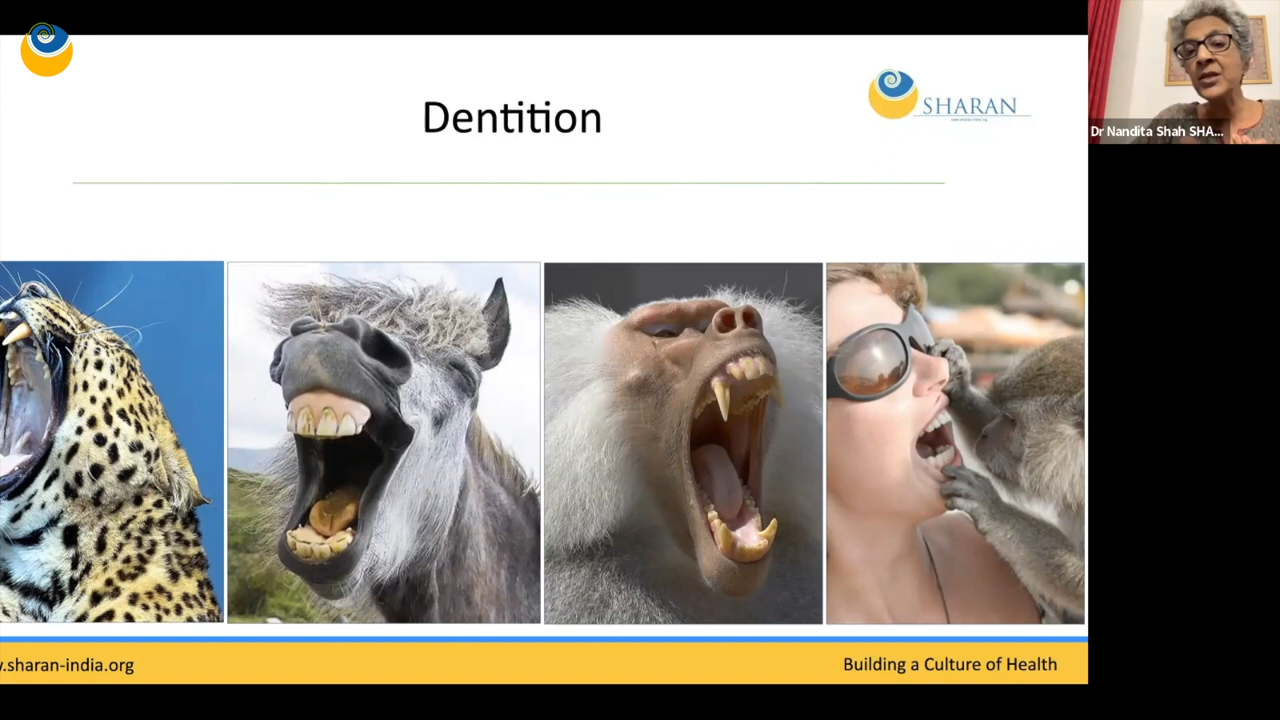 Dentition
SHARAN
Dr Nandita Shah SHA...
.sharan-india.org
Building a Culture of Health